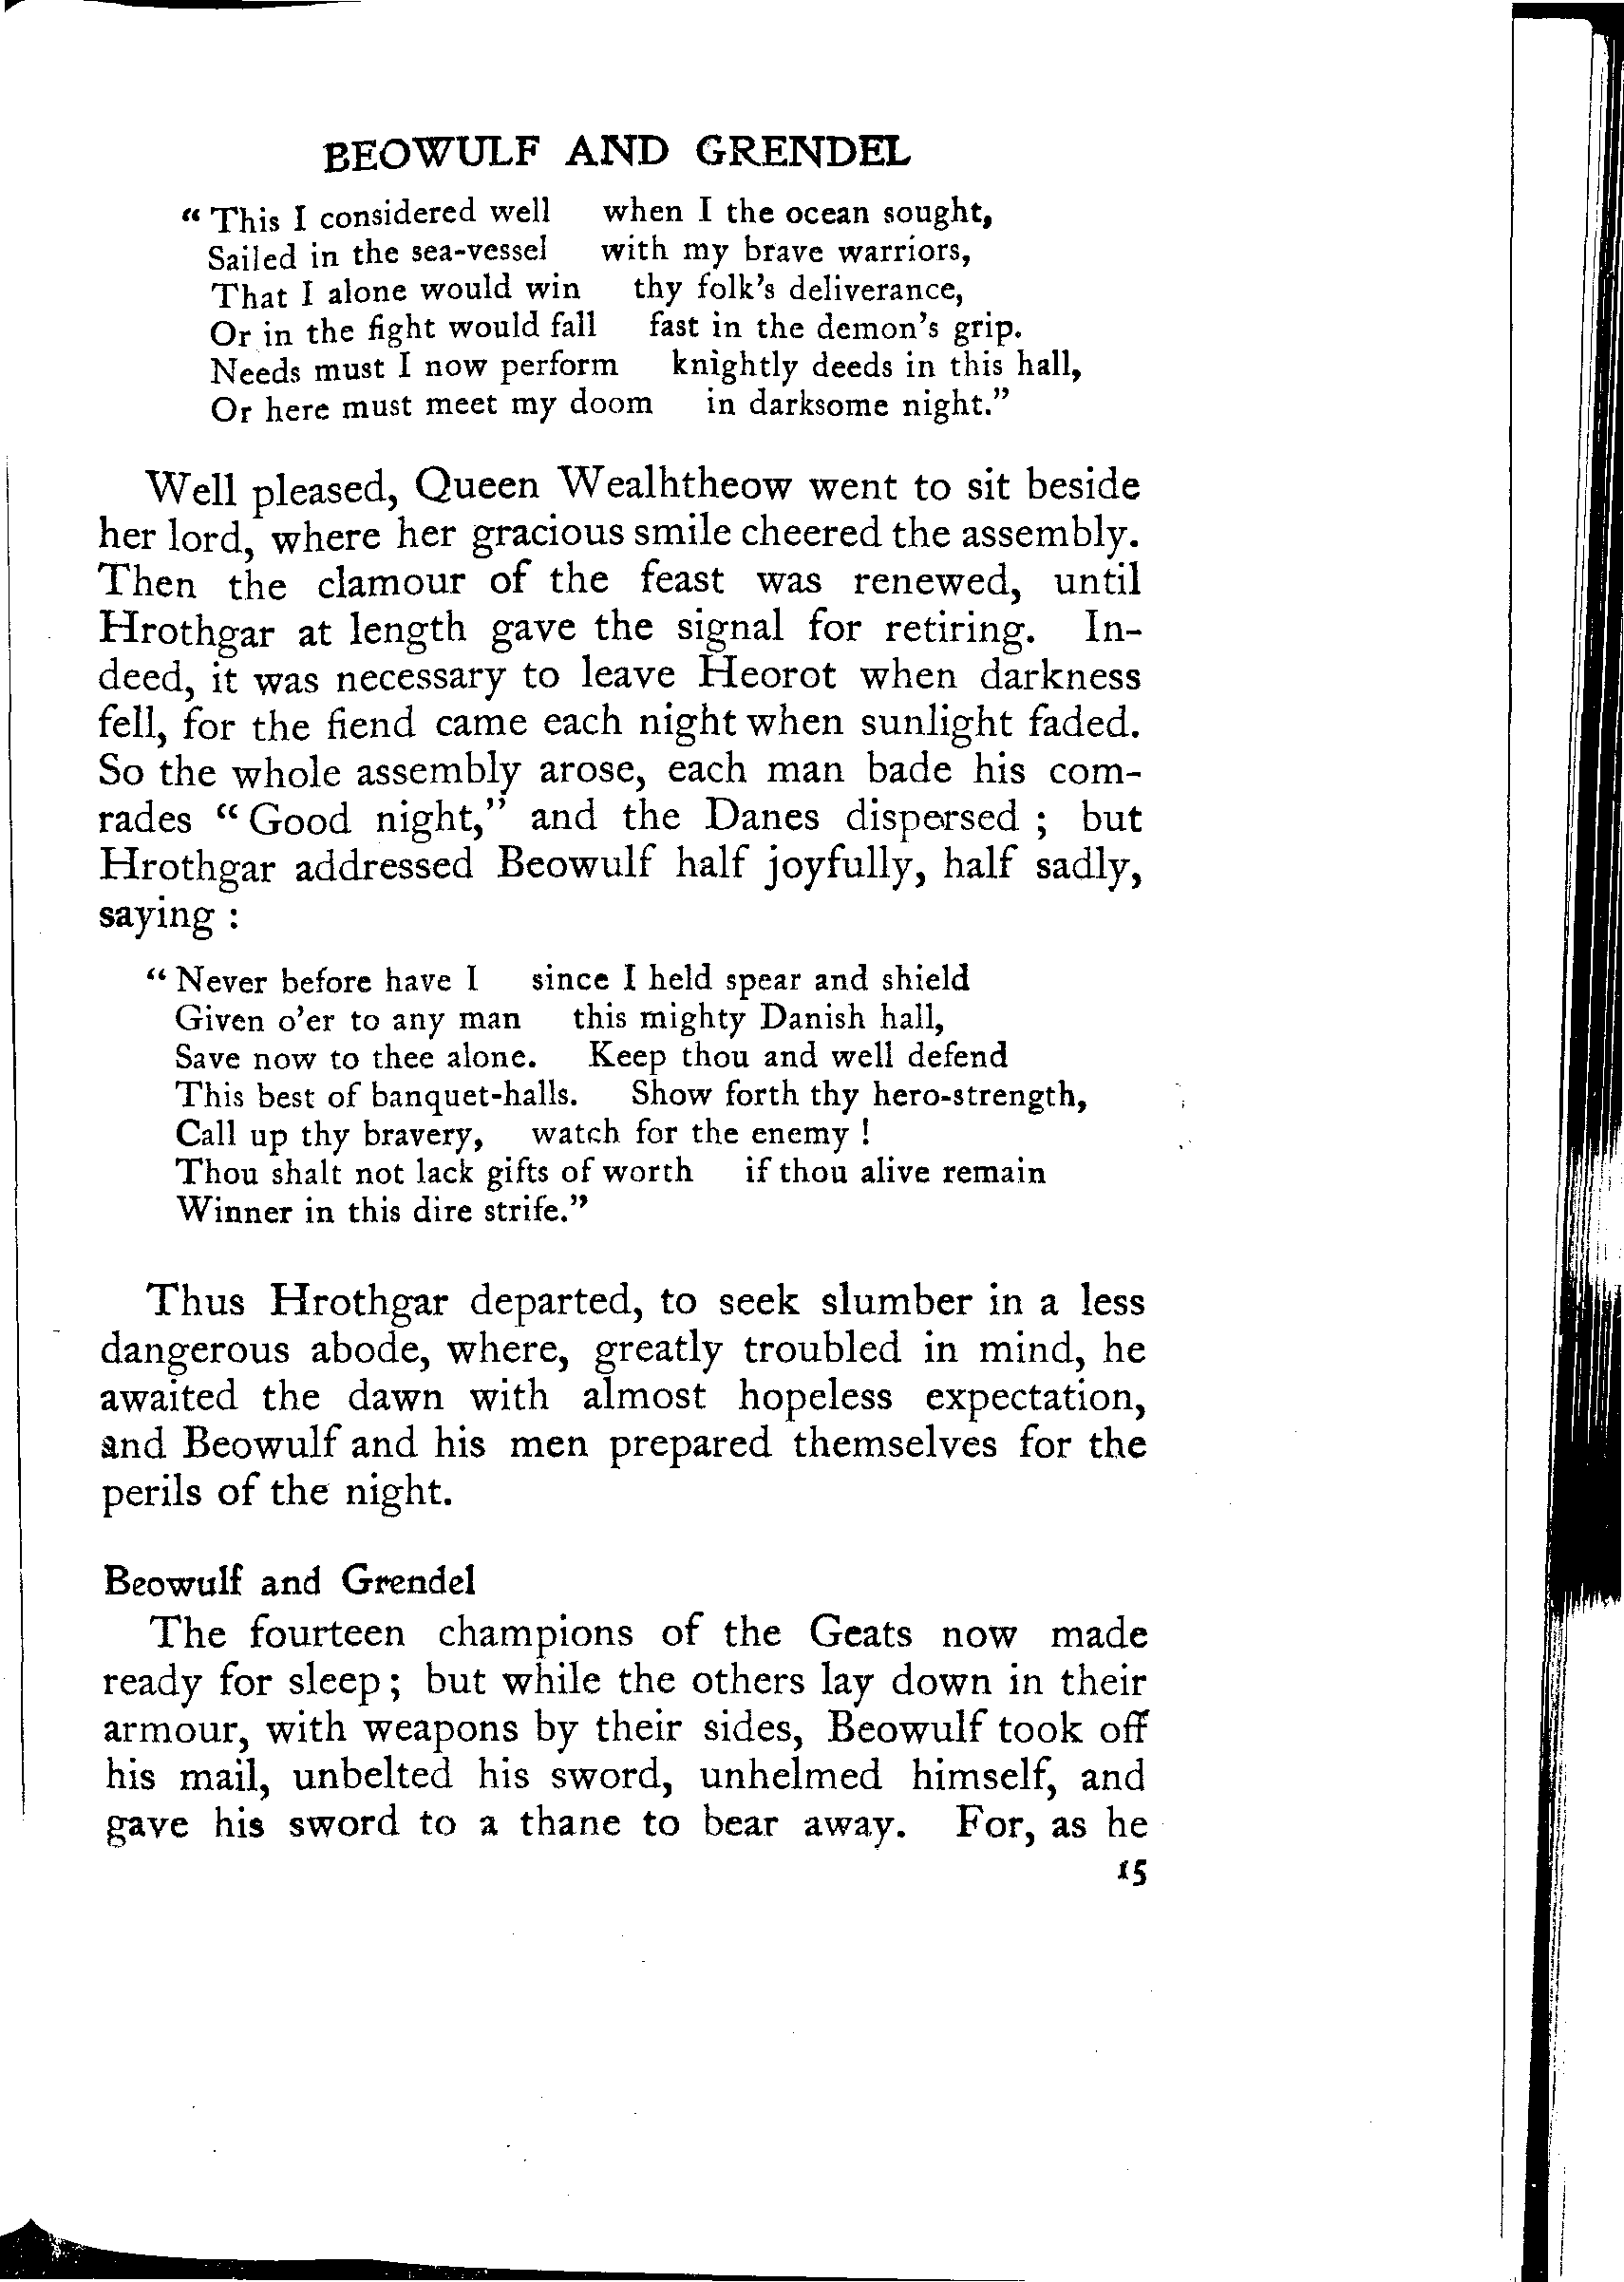 BEOWULF AND GRENDEL
“ This I considered well   when I the ocean sought,
Sailed in the sea-vessel   with my brave warriors,
That I alone would win   thy folk’s deliverance,
Or in the fight would fall   fast in the demon’s grip.
Needs must I now perform   knightly deeds in this hall,
Or here must meet my doom   in darksome night.”
Well pleased, Queen Wealhtheow went to sit beside
her lord, where her gracious smile cheered the assembly.
Then the clamour of the feast was renewed, until
Hrothgar at length gave the signal for retiring. In-
deed, it was necessary to leave Heorot when darkness
fell, for the fiend came each night when sunlight faded.
So the whole assembly arose, each man bade his com-
rades “ Good night,” and the Danes dispersed ; but
Hrothgar addressed Beowulf half joyfully, half sadly,
saying :
“ Never before have I   since I held spear and shield
Given o’er to any man   this mighty Danish hall,
Save now to thee alone.   Keep thou and well defend
This best of banquet-halls.   Show forth thy hero-strength,
Call up thy bravery,   watch for the enemy !
Thou shalt not lack gifts of worth   if thou alive remain
Winner in this dire strife.”
Thus Hrothgar departed, to seek slumber in a less
dangerous abode, where, greatly troubled in mind, he
awaited the dawn with almost hopeless expectation,
and Beowulf and his men prepared themselves for the
perils of the night.
Beowulf and Grendel
The fourteen champions of the Geats now made
ready for sleep ; but while the others lay down in their
armour, with weapons by their sides, Beowulf took off
his mail, unbelted his sword, unhelmed himself, and
gave his sword to a thane to bear away. For, as he
15